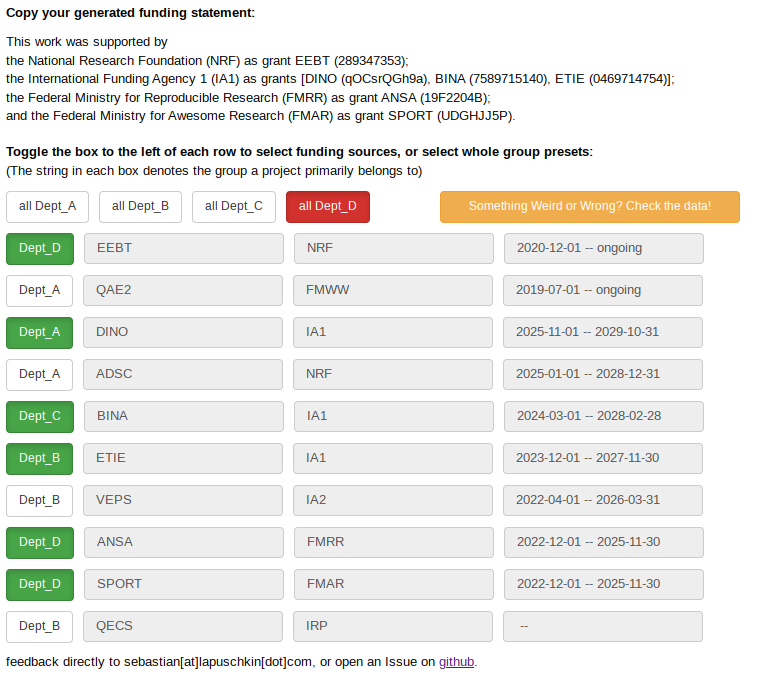 Copy your generated funding statement:
This work was supported by
the National Research Foundation (NRF) as grant EEBT (289347353);
the International Funding Agency 1 (IA1) as grants [DINO (qOCsrQGh9a), BINA (7589715140), ETIE (0469714754)];
the Federal Ministry for Reproducible Research (FMRR) as grant ANSA (19F2204B);
and the Federal Ministry for Awesome Research (FMAR) as grant SPORT (UDGHJJ5P).
Toggle the box to the left of each row to select funding sources, or select whole group presets:
(The string in each box denotes the group a project primarily belongs to)
all Dept_A all Dept_B all Dept_C all Dept_D Something Weird or Wrong? Check the data!
Dept_D EEBT NRF 2020-12-01 -- ongoing
Dept_A QAE2 FMWW 2019-07-01 -- ongoing
Dept_A DINO IA1 2025-11-01 -- 2029-10-31
Dept_A ADSC NRF 2025-01-01 -- 2028-12-31
Dept_C BINA IA1 2024-03-01 -- 2028-02-28
Dept_B ETIE IA1 2023-12-01 -- 2027-11-30
Dept_B VEPS IA2 2022-04-01 -- 2026-03-31
Dept_D ANSA FMRR 2022-12-01 -- 2025-11-30
Dept_D SPORT FMAR 2022-12-01 -- 2025-11-30
Dept_B QECS IRP --
feedback directly to sebastian[at]lapuschkin[dot]com, or open an Issue on github.